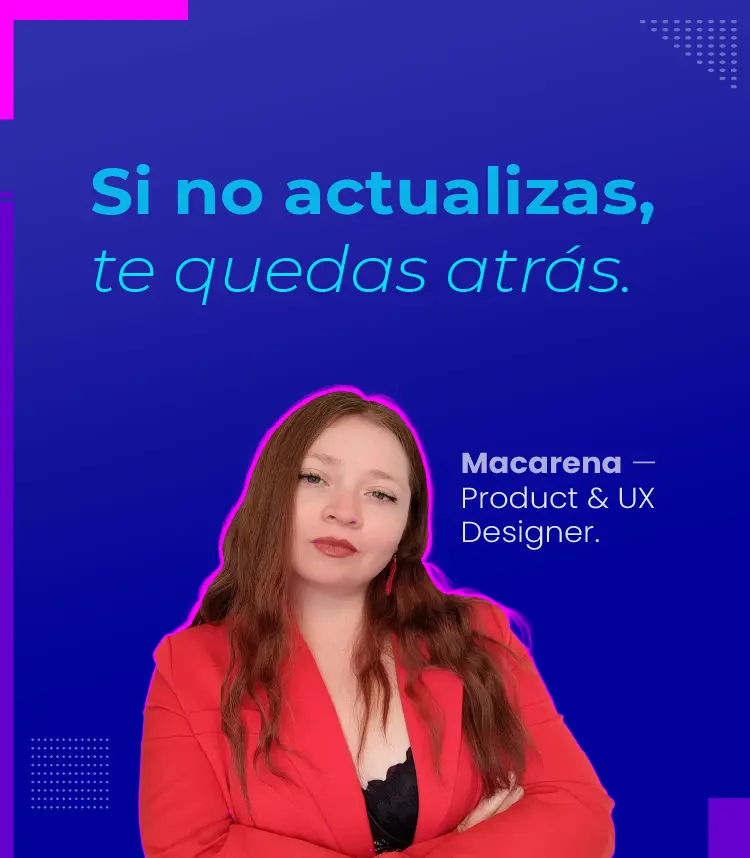 Si no actualizas,
te quedas atrás.
Macarena —
Product & UX
Designer.